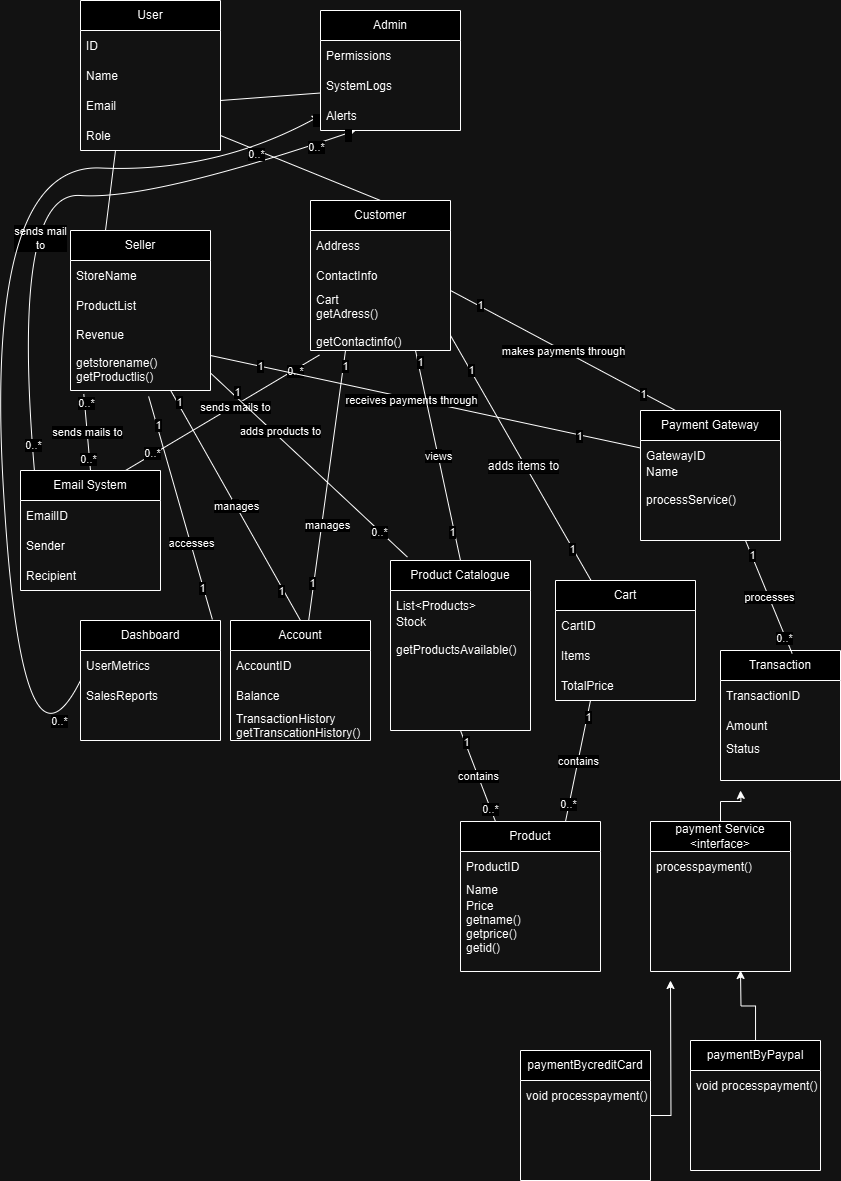 User
ID
Name
Email
Role
Admin
Permissions
SystemLogs
Alerts
0..*
0..*
sends mail
to
Seller
StoreName
ProductList
Revenue
getstorename()
getProductlis()
Customer
Address
ContactInfo
Cart
getAdress()
getContactinfo()
1
makes payments through
1
1
receives payments through
1
0..*
sends mails to
0..*
0..*
sends mails to
0..*
0..*
1
adds products to
0..*
1
accesses
1
1
manages
1
1
manages
1
1
views
1
1
adds items to
1
Payment Gateway
GatewayID
Name
processService()
Email System
EmailID
Sender
Recipient
1
processes
0..*
Dashboard
UserMetrics
SalesReports
0..*
Account
AccountID
Balance
TransactionHistory
getTranscationHistory()
Product Catalogue
List<Products>
Stock
getProductsAvailable()
Cart
CartID
Items
TotalPrice
Transaction
TransactionID
Amount
Status
1
contains
0..*
1
contains
0..*
Product
ProductID
Name
Price
getname()
getprice()
getid()
payment Service
<interface>
processpayment()
paymentBycreditCard
void processpayment()
paymentByPaypal
void processpayment()